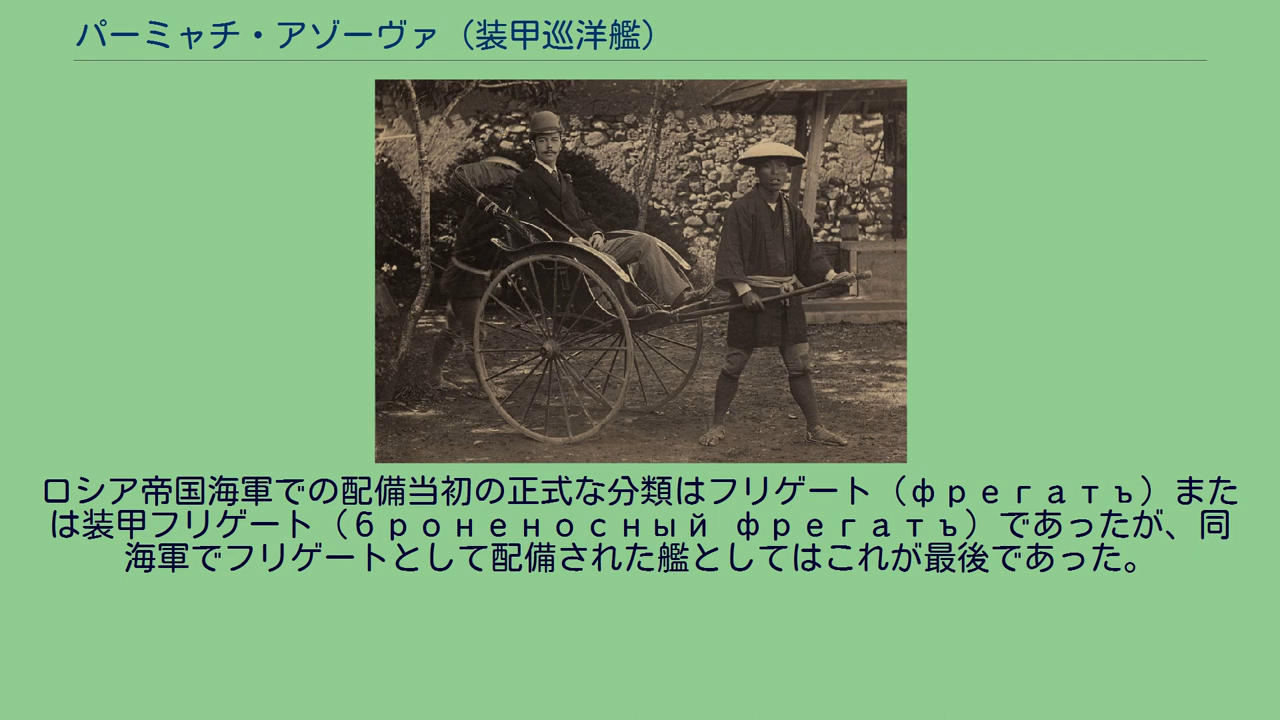 パーミャチ・アゾーヴァ（装甲巡洋艦）
ロシア帝国海軍での配備当初の正式な分類はフリゲート（фрегатъ）また
は装甲フリゲート（броненосный фрегатъ）であったが、同
海軍でフリゲートとして配備された艦としてはこれが最後であった。